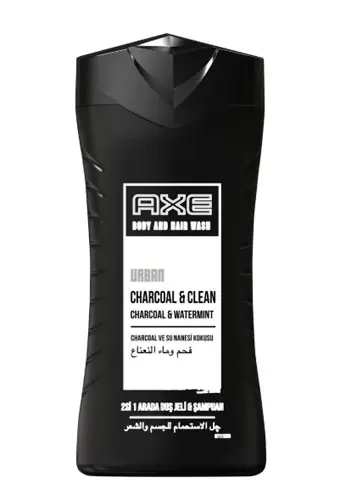 AXE
BODY AND HAIR WASH
URBAN
CHARCOAL & CLEAN
CHARCOAL & WATERMINT
CHARCOAL VE SU NANESİ KOKUSU
فحم وماء النعناع
2Sİ 1 ARADA DUŞ JELİ & ŞAMPUAN
جل الاستحمام للجسم والشعر